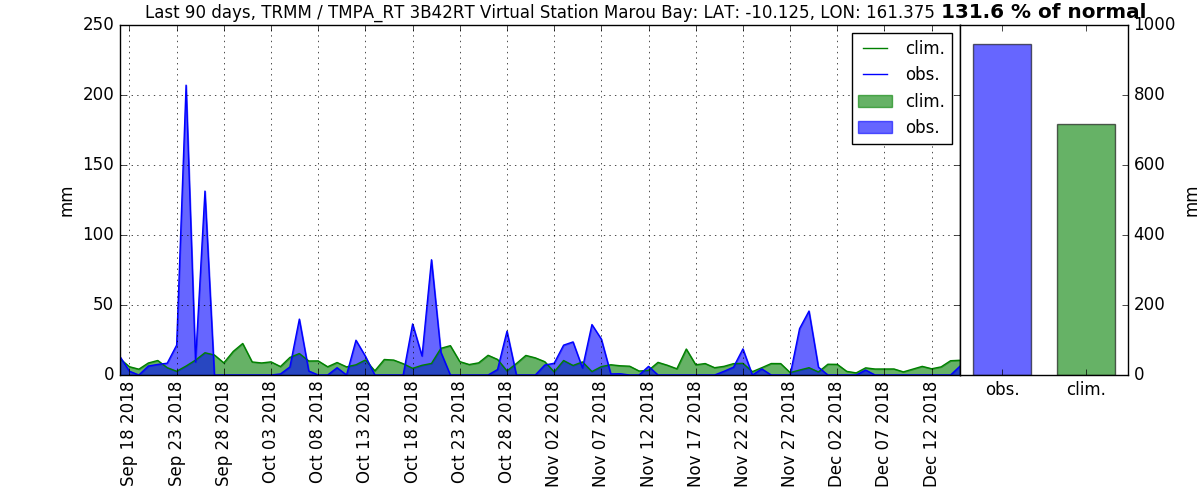 Last 90 days, TRMM / TMPA_RT 3B42RT Virtual Station Marou Bay: LAT: -10.125, LON: 161.375 131.6 % of normal
250
200
150
100
50
0
mm
clim.
obs.
clim.
obs.
Sep 18 2018
Sep 23 2018
Sep 28 2018
Oct 03 2018
Oct 08 2018
Oct 13 2018
Oct 18 2018
Oct 23 2018
Oct 28 2018
Nov 02 2018
Nov 07 2018
Nov 12 2018
Nov 17 2018
Nov 22 2018
Nov 27 2018
Dec 02 2018
Dec 07 2018
Dec 12 2018
1000
800
600
400
200
0
mm
obs.
clim.